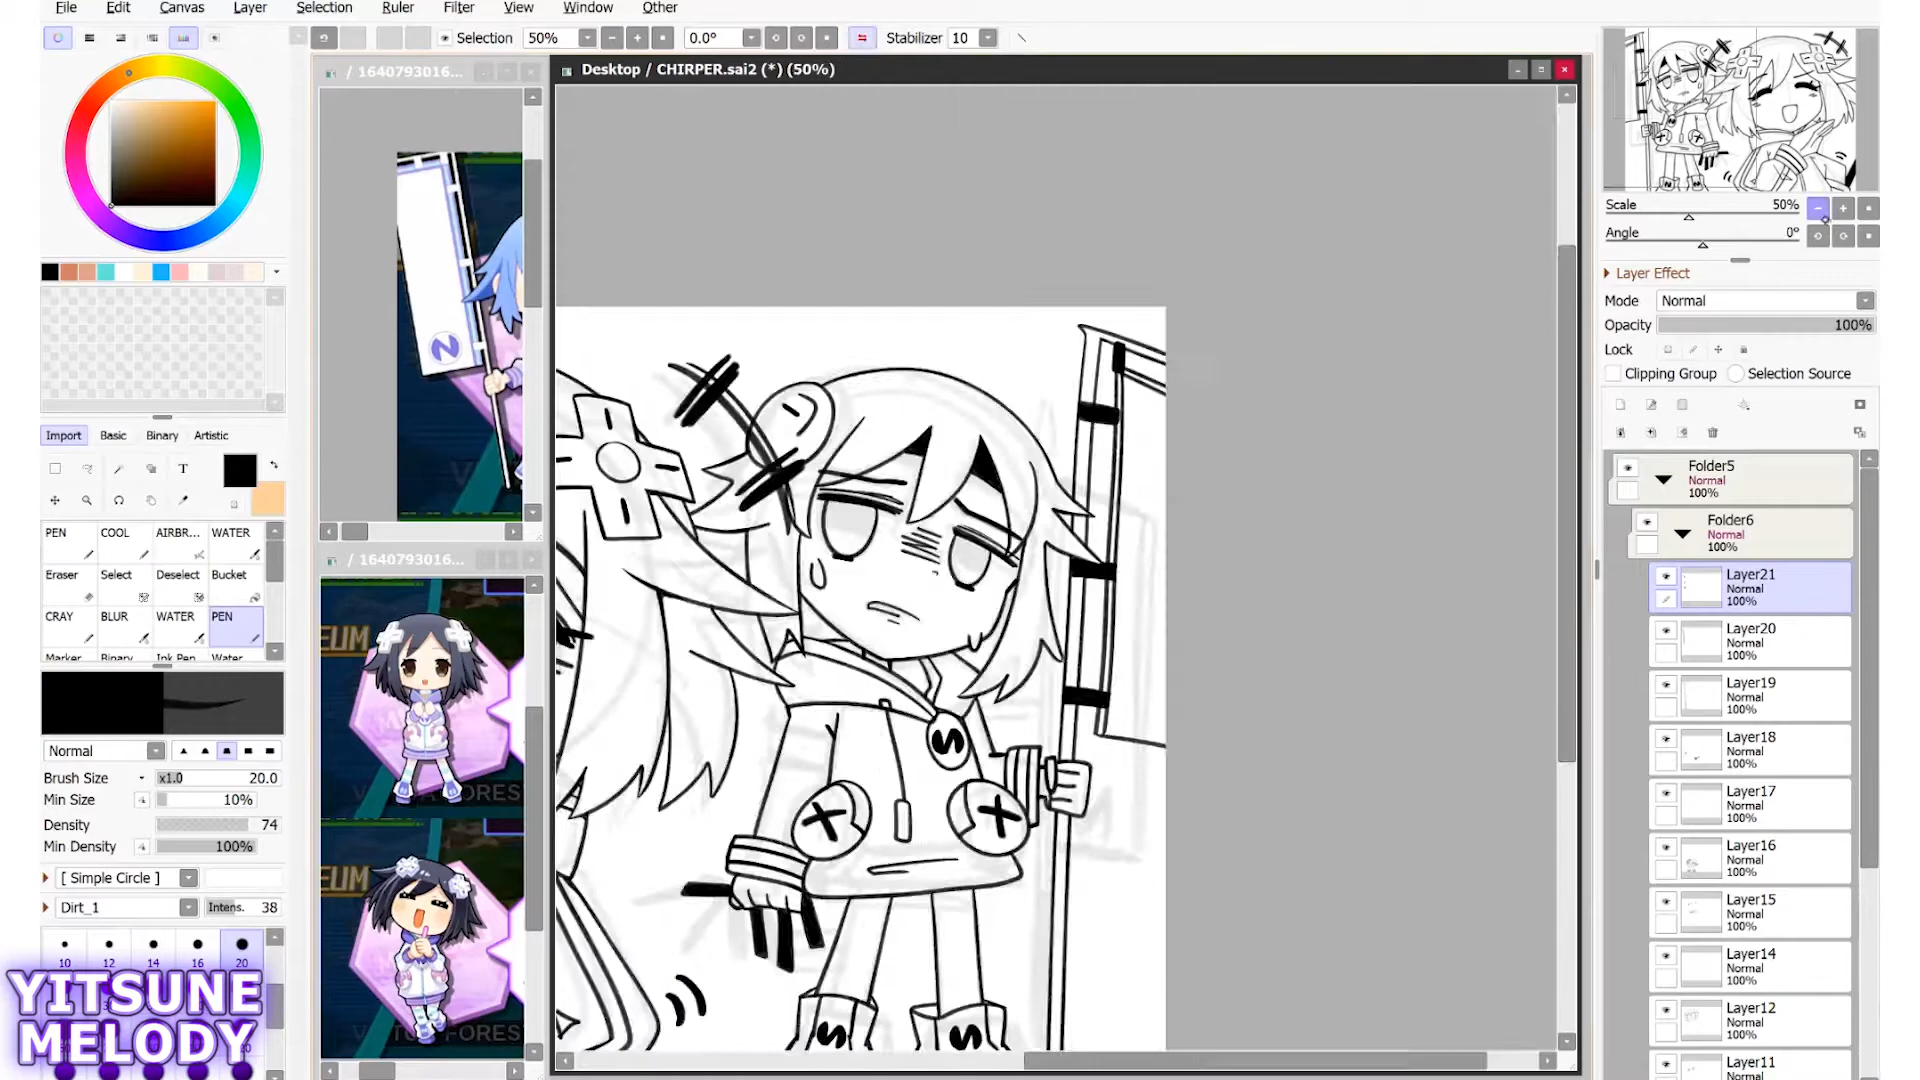 File Edit Canvas Layer Selection Ruler Filter View Window Other
Selection 50% 0.0° Stabilizer 10
/ 1640793016...
Desktop / CHIRPER.sai2 (*) (50%)
Scale 50%
Angle 0°
Layer Effect
Mode Normal
Opacity 100%
Lock
Clipping Group Selection Source
Import Basic Binary Artistic
T
PEN COOL AIRBR... WATER
Eraser Select Deselect Bucket
CRAY BLUR WATER PEN
Marker Binary Ink Pen Water
Normal
Brush Size x1.0 20.0
Min Size 10%
Density 74
Min Density 100%
[ Simple Circle ]
Dirt_1 Intens. 38
10 12 14 16 20
YITSUNE
MELODY
/ 1640793016...
N
EUM
FOREST
EUM
FOREST
Folder5
Normal
100%
Folder6
Normal
100%
Layer21
Normal
100%
Layer20
Normal
100%
Layer19
Normal
100%
Layer18
Normal
100%
Layer17
Normal
100%
Layer16
Normal
100%
Layer15
Normal
100%
Layer14
Normal
100%
Layer12
Normal
100%
Layer11
Normal